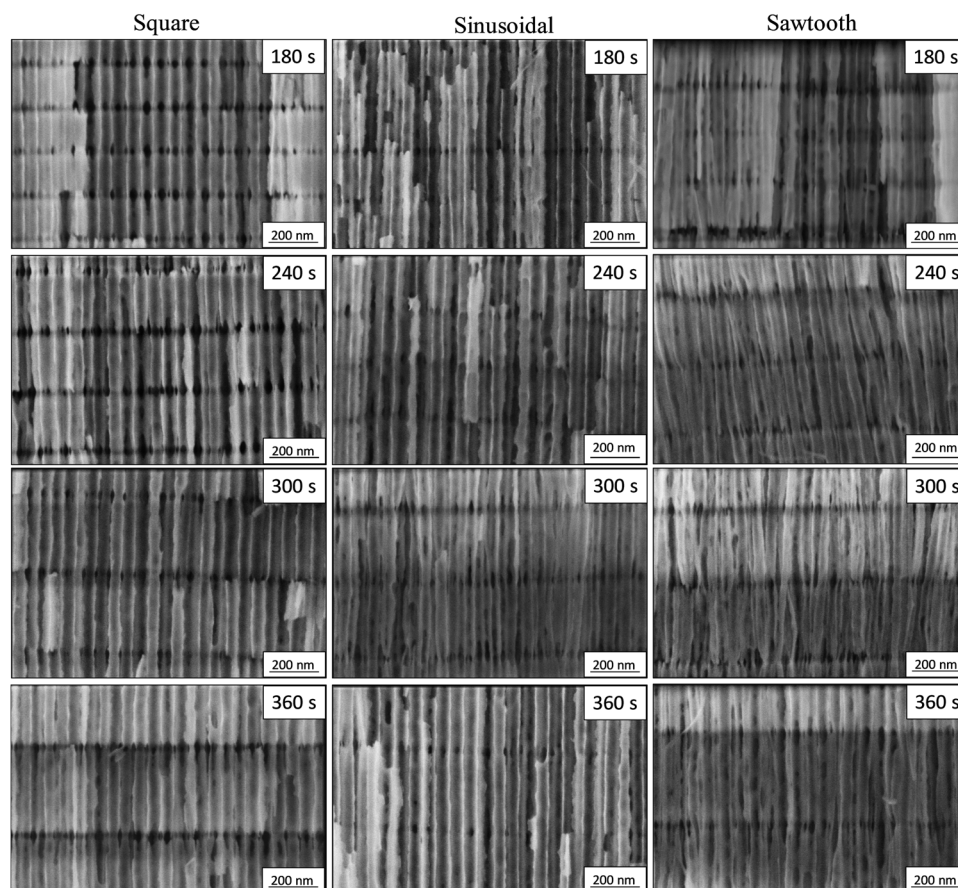 Square Sinusoidal Sawtooth
180 s 180 s 180 s
200 nm 200 nm 200 nm
240 s 240 s 240 s
200 nm 200 nm 200 nm
300 s 300 s 300 s
200 nm 200 nm 200 nm
360 s 360 s 360 s
200 nm 200 nm 200 nm